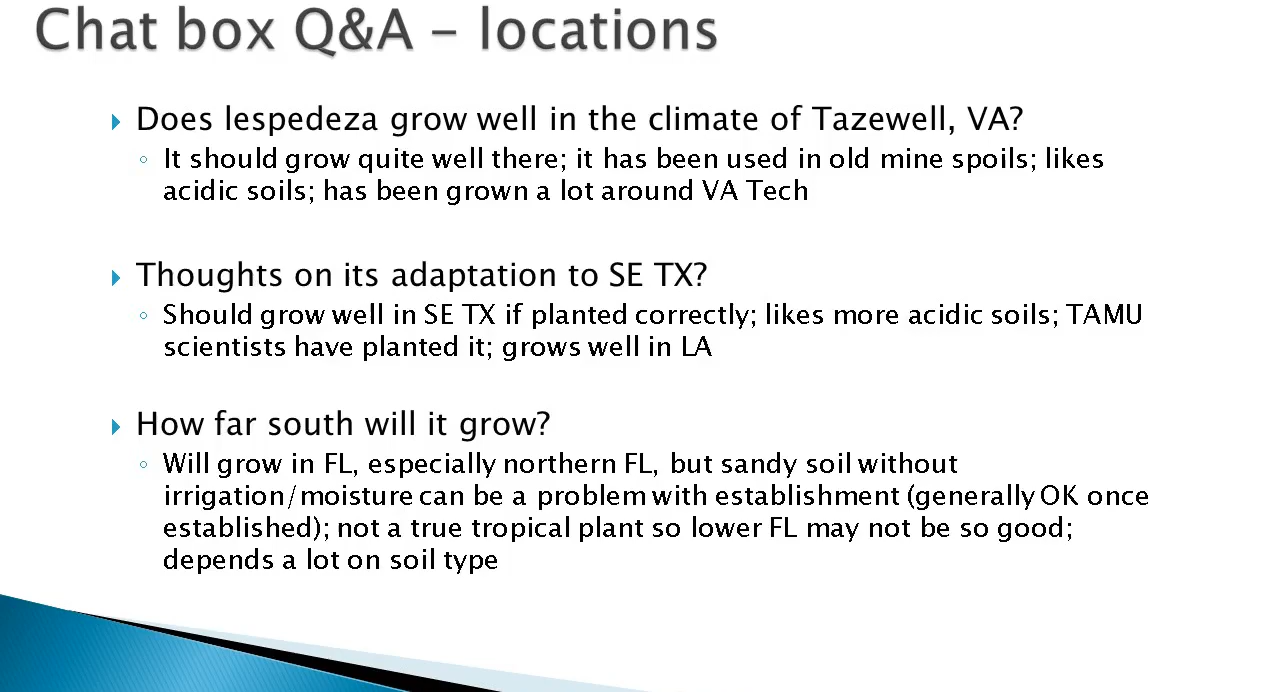 Chat box Q&A – locations
Does lespedeza grow well in the climate of Tazewell, VA?
It should grow quite well there; it has been used in old mine spoils; likes
acidic soils; has been grown a lot around VA Tech
Thoughts on its adaptation to SE TX?
Should grow well in SE TX if planted correctly; likes more acidic soils; TAMU
scientists have planted it; grows well in LA
How far south will it grow?
Will grow in FL, especially northern FL, but sandy soil without
irrigation/moisture can be a problem with establishment (generally OK once
established); not a true tropical plant so lower FL may not be so good;
depends a lot on soil type